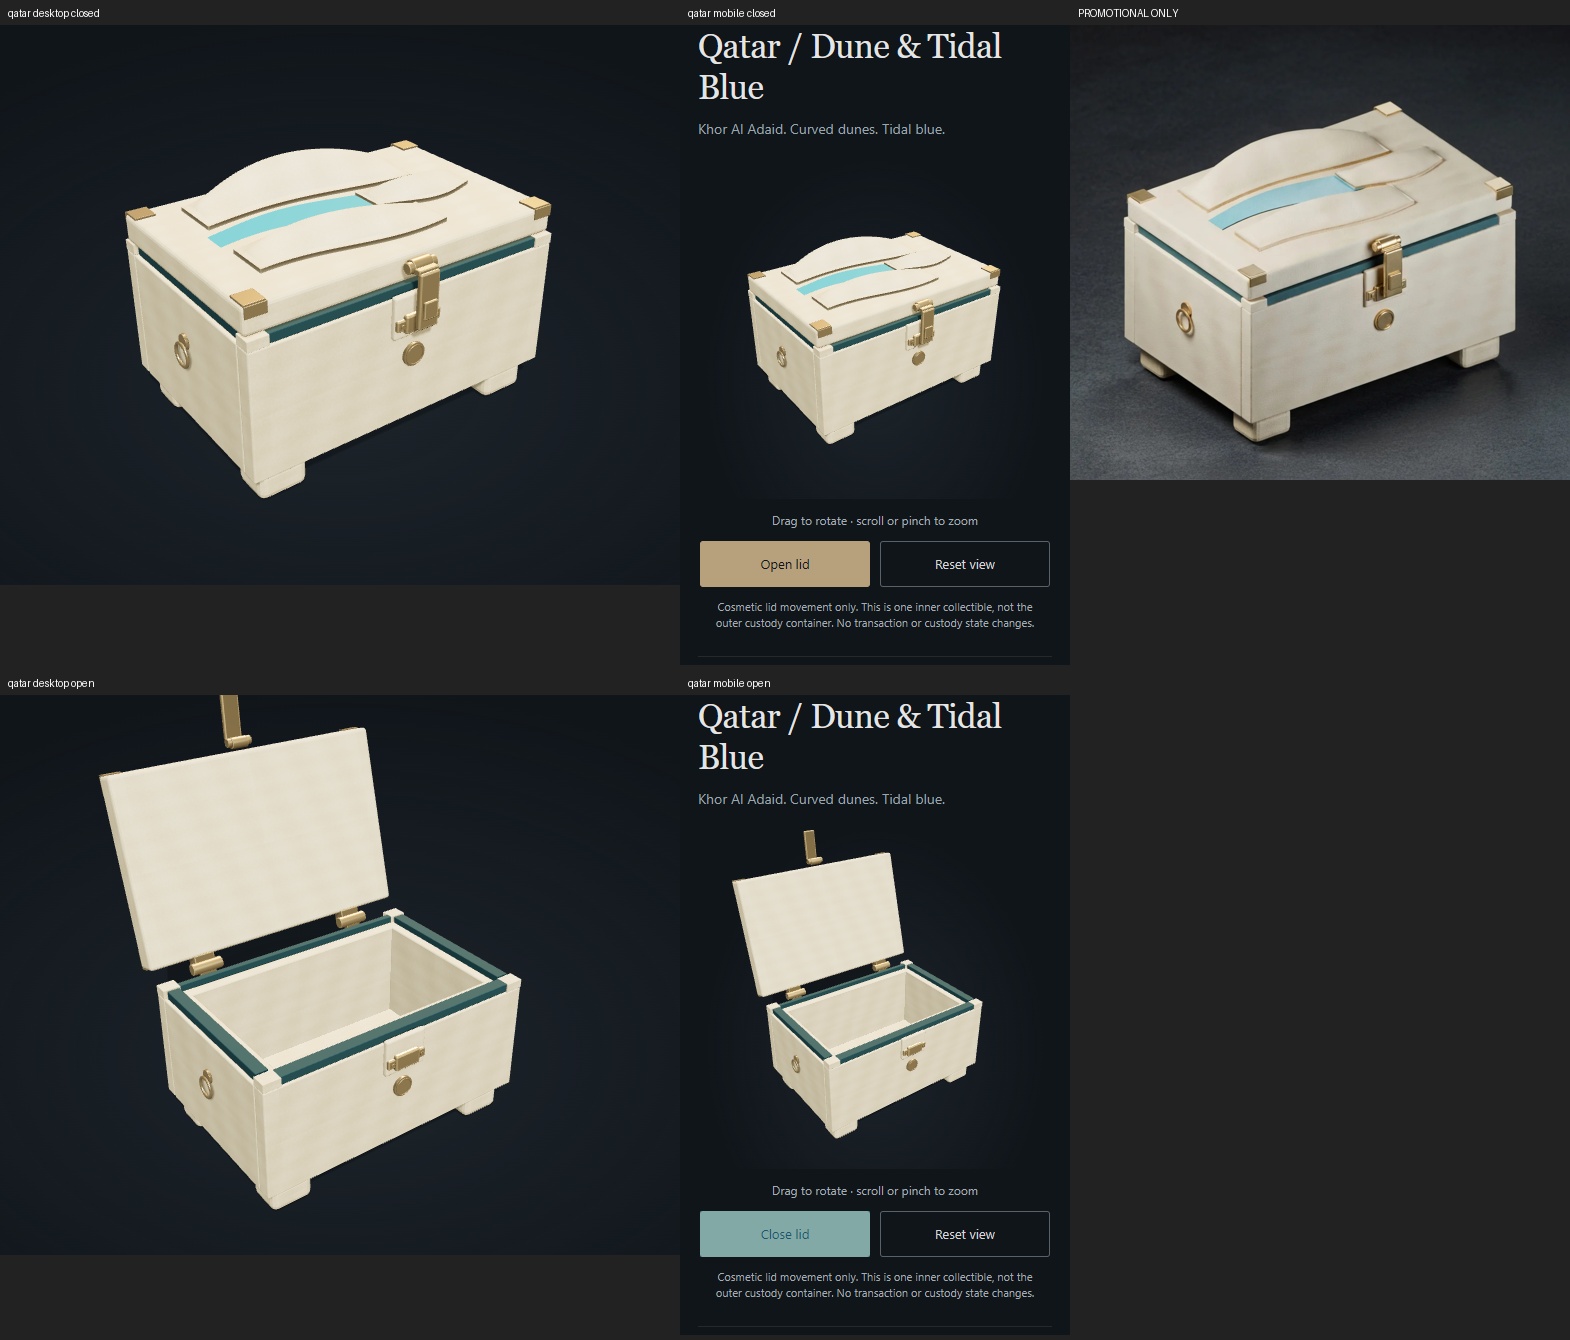 qatar desktop closed
qatar mobile closed
PROMOTIONAL ONLY
Qatar / Dune & Tidal
Blue
Khor Al Adaid. Curved dunes. Tidal blue.
Drag to rotate · scroll or pinch to zoom
Open lid
Reset view
Cosmetic lid movement only. This is one inner collectible, not the
outer custody container. No transaction or custody state changes.
qatar desktop open
qatar mobile open
Qatar / Dune & Tidal
Blue
Khor Al Adaid. Curved dunes. Tidal blue.
Drag to rotate · scroll or pinch to zoom
Close lid
Reset view
Cosmetic lid movement only. This is one inner collectible, not the
outer custody container. No transaction or custody state changes.